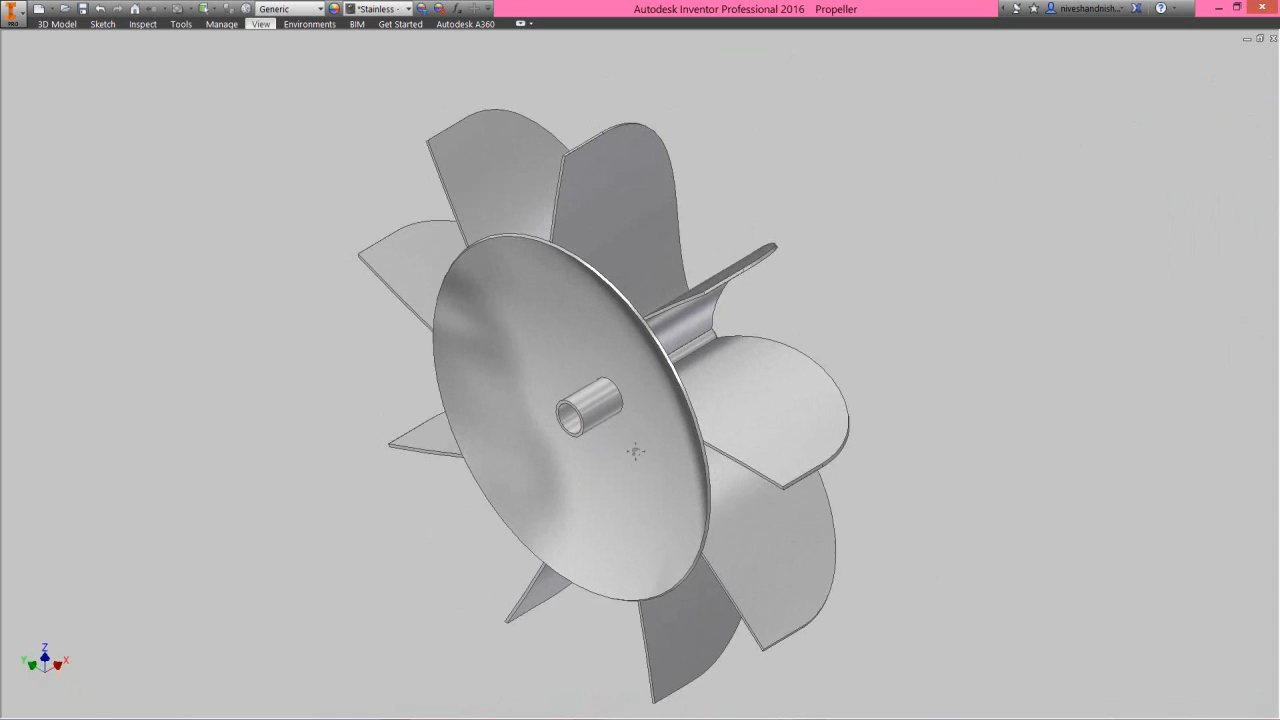 Generic
*Stainless
Autodesk Inventor Professional 2016 Propeller
niveshandnish...
PRO
3D Model Sketch Inspect Tools Manage View Environments BIM Get Started Autodesk A360
Z
Y X